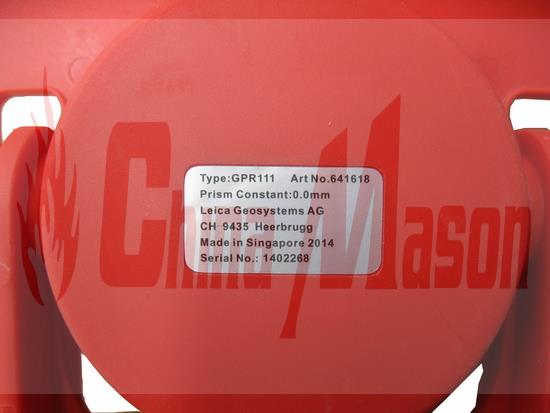 China Mason
Type:GPR111 Art No.641618
Prism Constant:0.0mm
Leica Geosystems AG
CH-9435 Heerbrugg
Made in Singapore 2014
Serial No.: 1402268